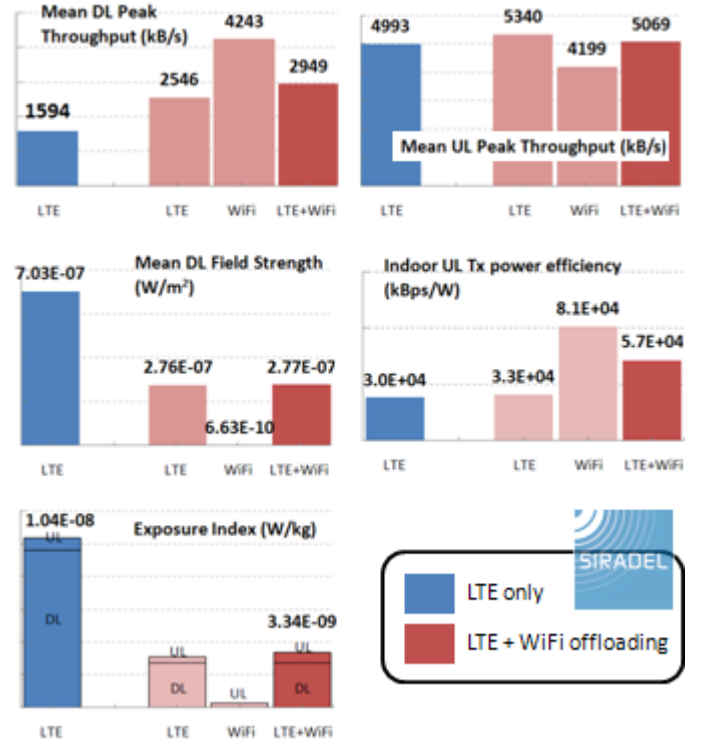 Mean DL Peak
Throughput (kB/s)
1594
2546
4243
2949
LTE
LTE
WiFi
LTE+WiFi
4993
5340
4199
5069
Mean UL Peak Throughput (kB/s)
LTE
LTE
WiFi
LTE+WiFi
Mean DL Field Strength
(W/m²)
7.03E-07
2.76E-07
6.63E-10
2.77E-07
LTE
LTE
WiFi
LTE+WiFi
Indoor UL Tx power efficiency
(kBps/W)
3.0E+04
3.3E+04
8.1E+04
5.7E+04
LTE
LTE
WiFi
LTE+WiFi
Exposure Index (W/kg)
1.04E-08
UL
DL
UL
DL
UL
3.34E-09
UL
DL
LTE
LTE
WiFi
LTE+WiFi
SIRADEL
LTE only
LTE + WiFi offloading